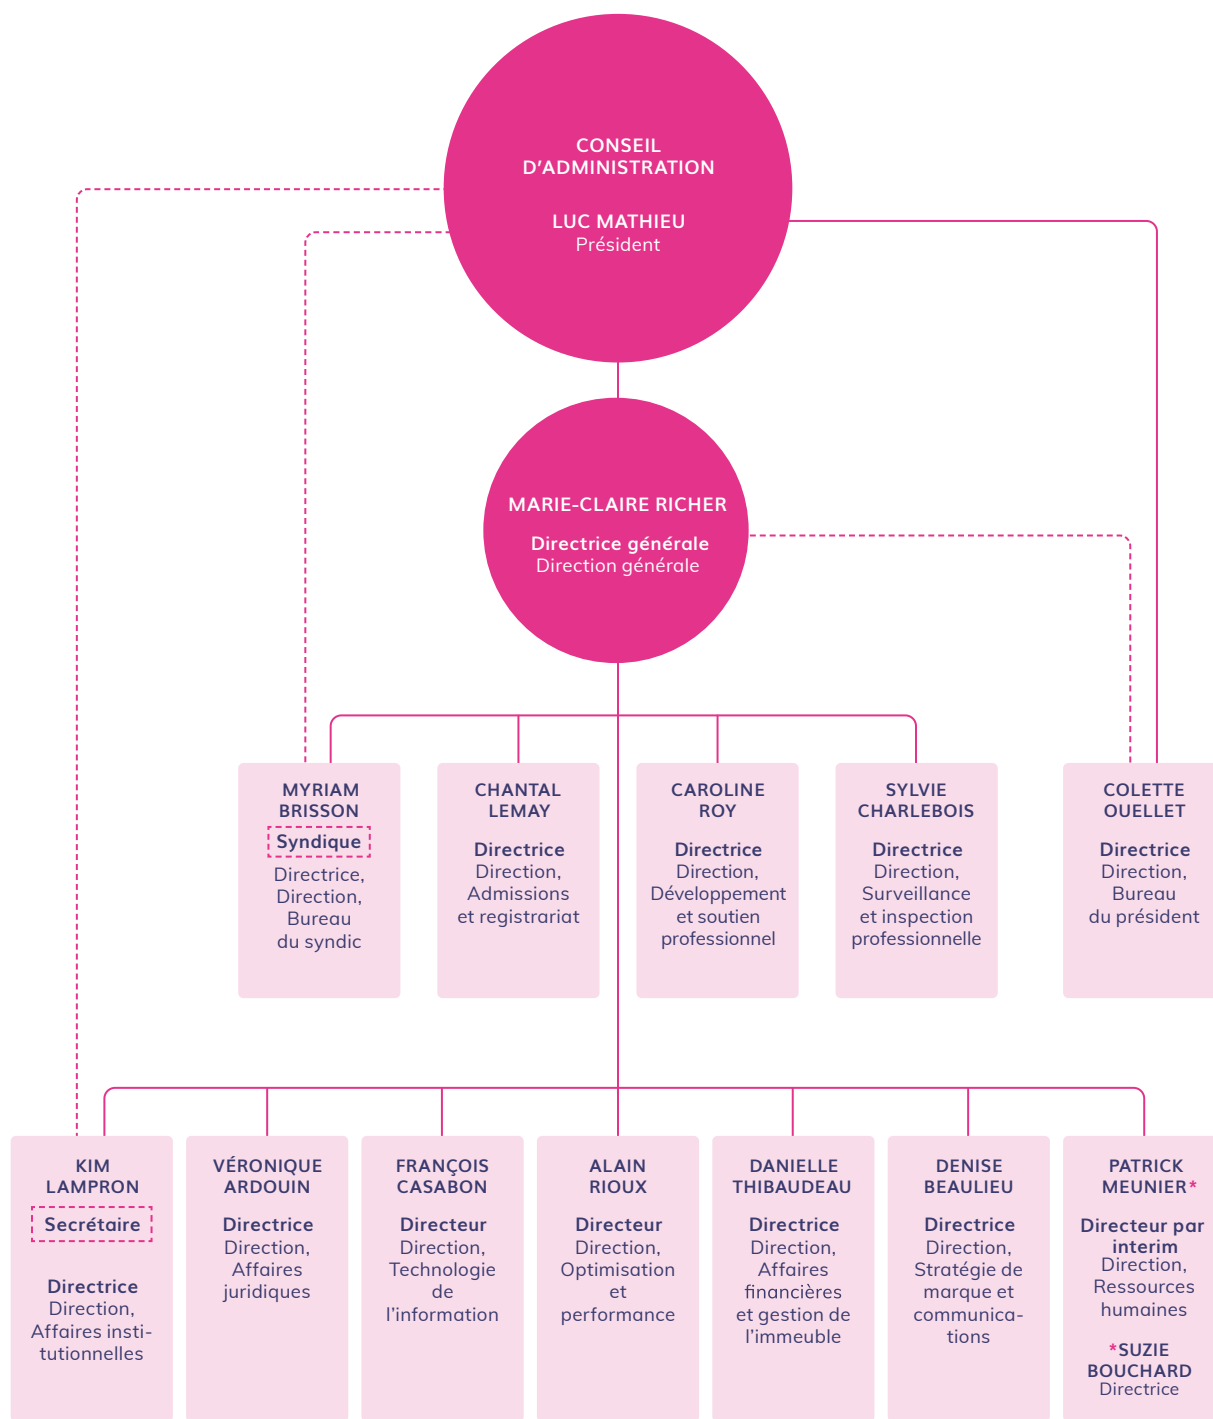 CONSEIL
D'ADMINISTRATION
LUC MATHIEU
Président
MARIE-CLAIRE RICHER
Directrice générale
Direction générale
MYRIAM
BRISSON
Syndique
Directrice,
Direction,
Bureau
du syndic
CHANTAL
LEMAY
Directrice
Direction,
Admissions
et registrariat
CAROLINE
ROY
Directrice
Direction,
Développement
et soutien
professionnel
SYLVIE
CHARLEBOIS
Directrice
Direction,
Surveillance
et inspection
professionnelle
COLETTE
OUELLET
Directrice
Direction,
Bureau
du président
KIM
LAMPRON
Secrétaire
Directrice
Direction,
Affaires insti-
tutionnelles
VÉRONIQUE
ARDOUIN
Directrice
Direction,
Affaires
juridiques
FRANÇOIS
CASABON
Directeur
Direction,
Technologie
de
l'information
ALAIN
RIOUX
Directeur
Direction,
Optimisation
et
performance
DANIELLE
THIBAUDEAU
Directrice
Direction,
Affaires
financières
et gestion de
l'immeuble
DENISE
BEAULIEU
Directrice
Direction,
Stratégie de
marque et
communica-
tions
PATRICK
MEUNIER*
Directeur par
interim
Direction,
Ressources
humaines
*SUZIE
BOUCHARD
Directrice